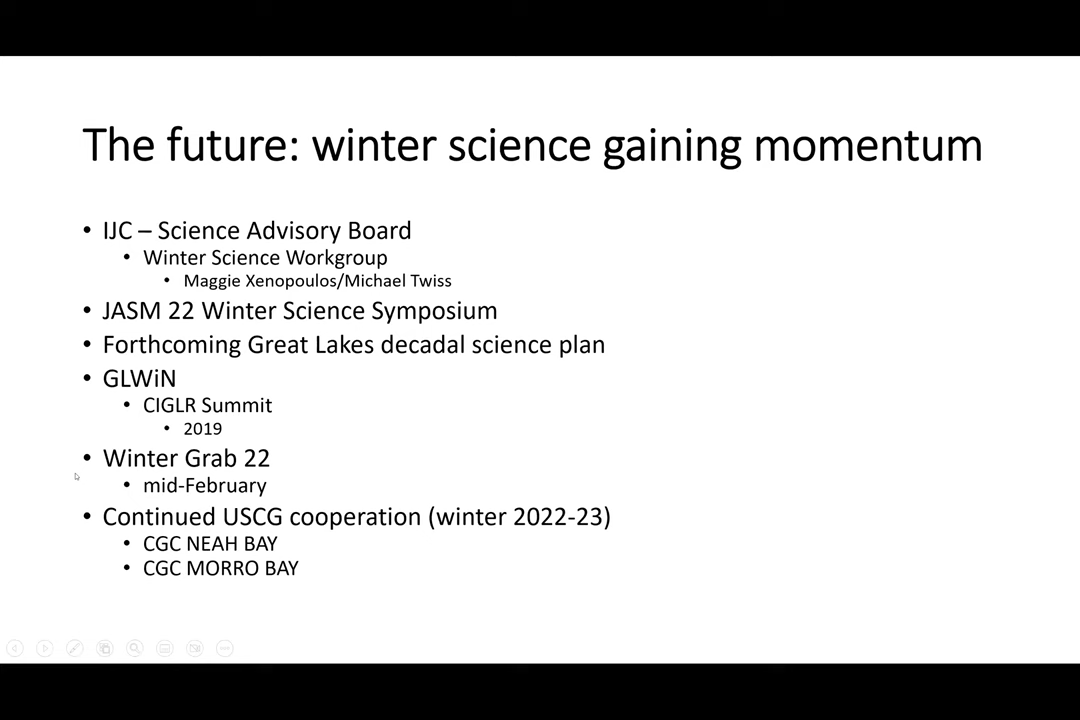 The future: winter science gaining momentum
• IJC – Science Advisory Board
• Winter Science Workgroup
• Maggie Xenopoulos/Michael Twiss
• JASM 22 Winter Science Symposium
• Forthcoming Great Lakes decadal science plan
• GLWiN
• CIGLR Summit
• 2019
• Winter Grab 22
• mid-February
• Continued USCG cooperation (winter 2022-23)
• CGC NEAH BAY
• CGC MORRO BAY